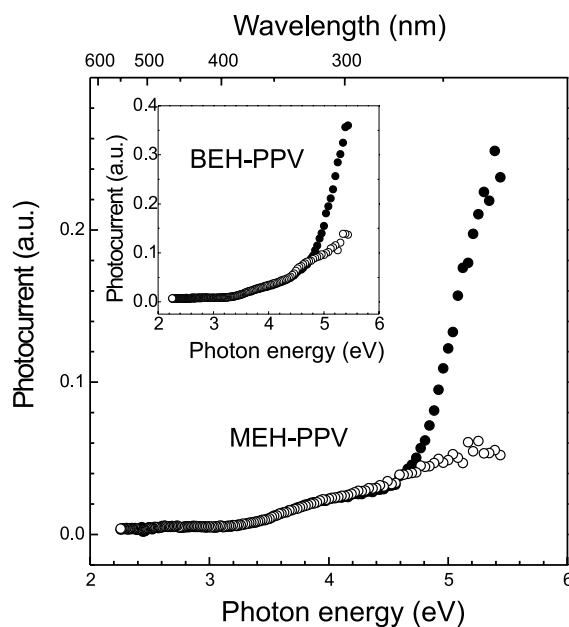 Wavelength (nm)
600 500 400 300
0.4
0.3
0.2
0.1
0.0
BEH-PPV
Photocurrent (a.u.)
2 3 4 5 6
Photon energy (eV)
0.2
0.1
0.0
Photocurrent (a.u.)
MEH-PPV
2 3 4 5 6
Photon energy (eV)